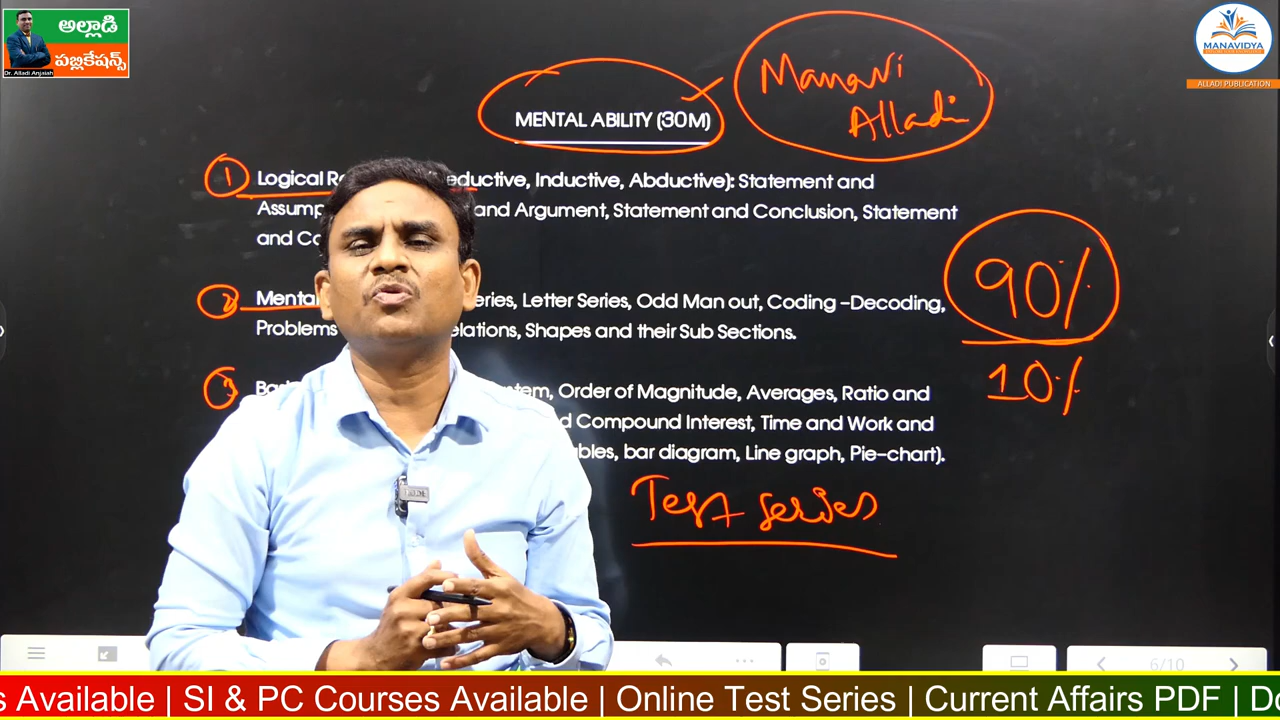 అల్లాడి
పబ్లికేషన్స్
Dr. Alladi Anjaiah
MANAVIDYA
ALLADI PUBLICATION
Manavi
Alladi
MENTAL ABILITY (30M)
1 Logical R eductive, Inductive, Abductive): Statement and
Assump and Argument, Statement and Conclusion, Statement
and Co
2 Mental eries, Letter Series, Odd Man out, Coding –Decoding,
Problems elations, Shapes and their Sub Sections.
3 Ba stem, Order of Magnitude, Averages, Ratio and
d Compound Interest, Time and Work and
bles, bar diagram, Line graph, Pie-chart).
90%
10%
Test series
6/10
s Available | SI & PC Courses Available | Online Test Series | Current Affairs PDF | Do